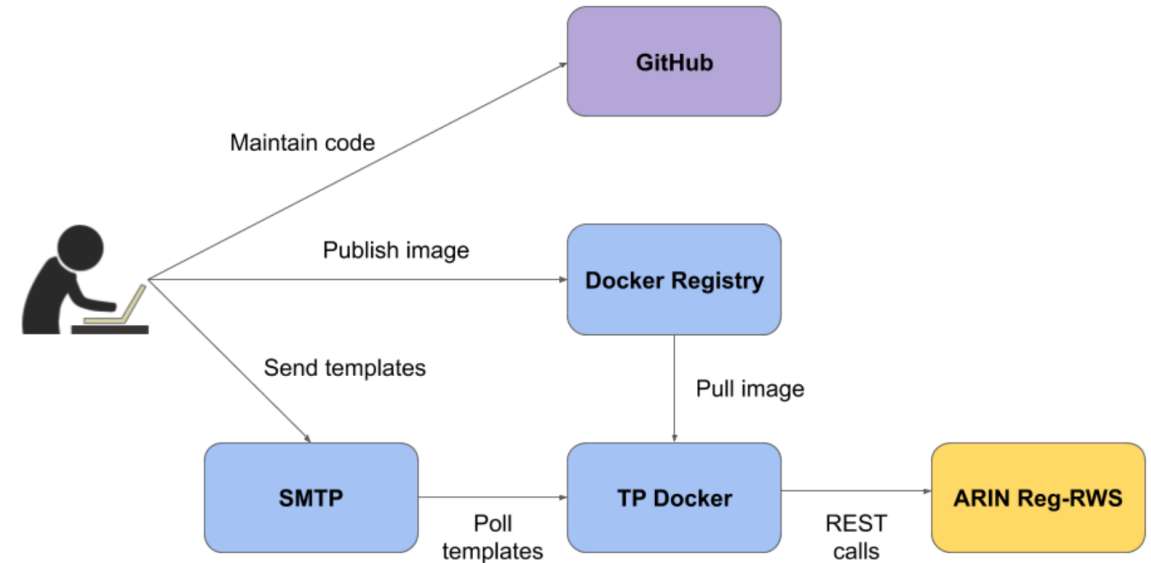 GitHub
Maintain code
Publish image
Docker Registry
Send templates
Pull image
SMTP
Poll
templates
TP Docker
REST
calls
ARIN Reg-RWS